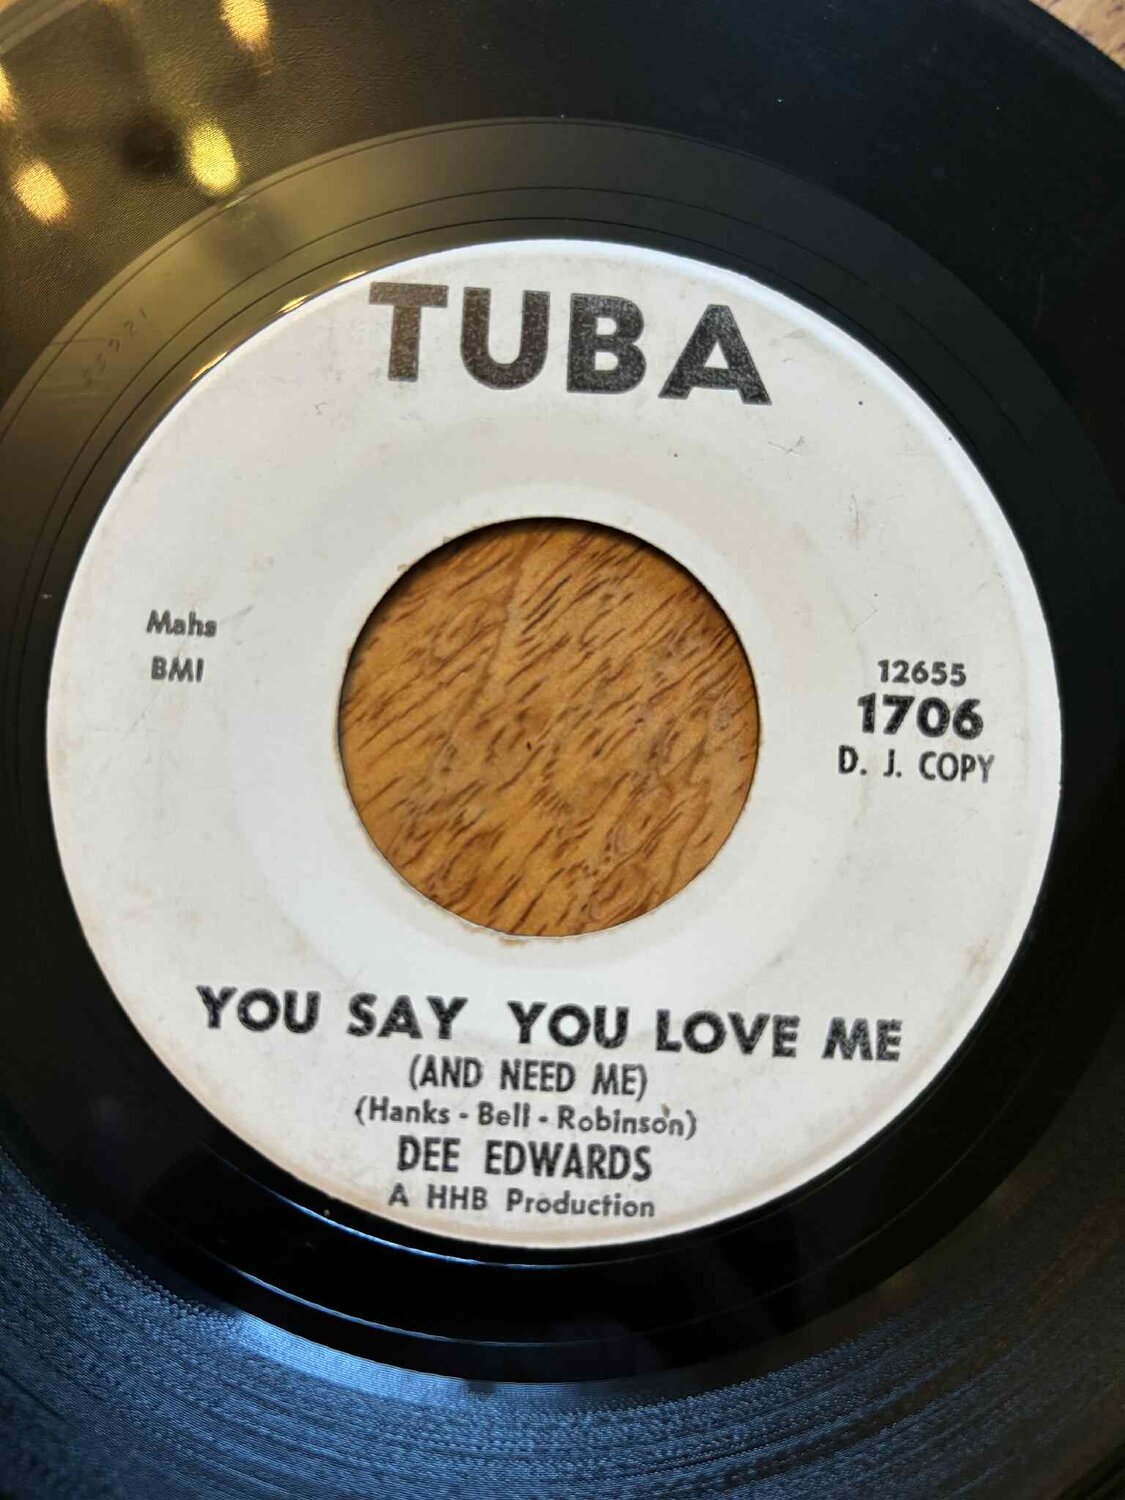 TUBA
Mahs
BMI
12655
1706
D. J. COPY
YOU SAY YOU LOVE ME
(AND NEED ME)
(Hanks - Bell - Robinson)
DEE EDWARDS
A HHB Production